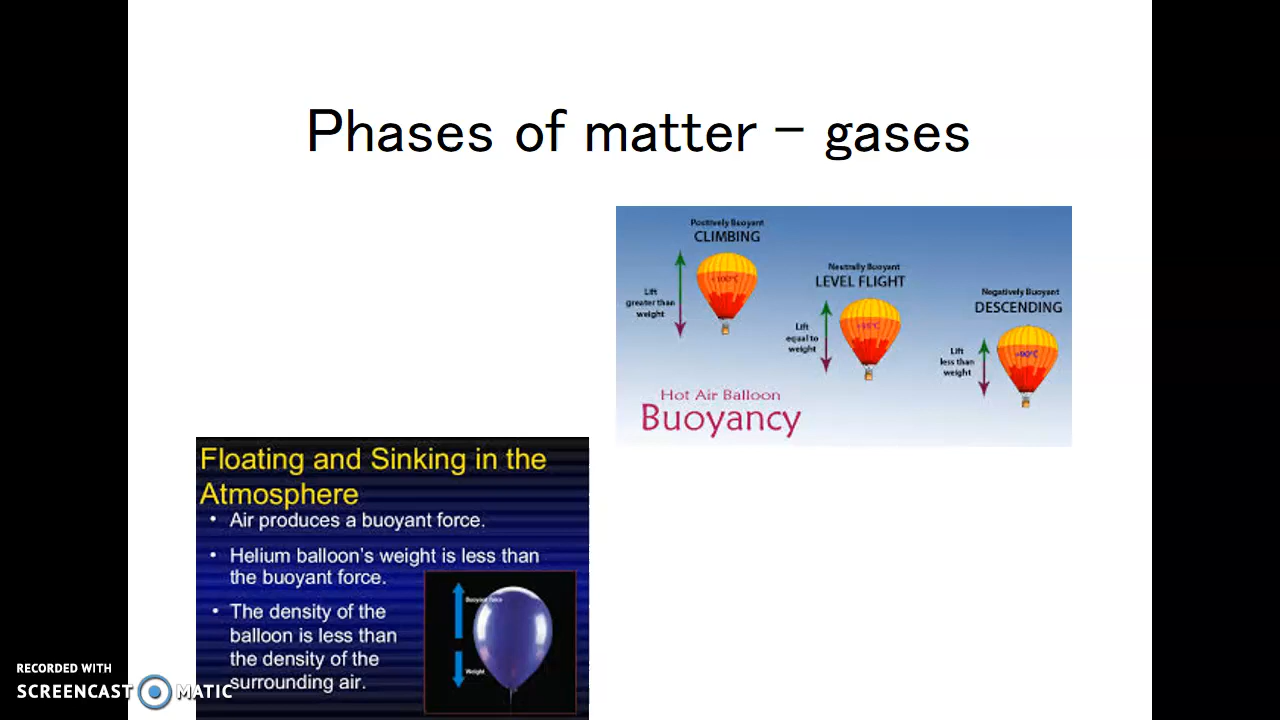 Phases of matter – gases
Positively Buoyant
CLIMBING
Lift
greater than
weight
+100°C
Neutrally Buoyant
LEVEL FLIGHT
Lift
equal to
weight
Negatively Buoyant
DESCENDING
Lift
less than
weight
+90°C
Hot Air Balloon
Buoyancy
Floating and Sinking in the
Atmosphere
• Air produces a buoyant force.
• Helium balloon's weight is less than
the buoyant force.
• The density of the
balloon is less than
the density of the
surrounding air.
Buoyant force
Weight
RECORDED WITH
SCREENCAST MATIC